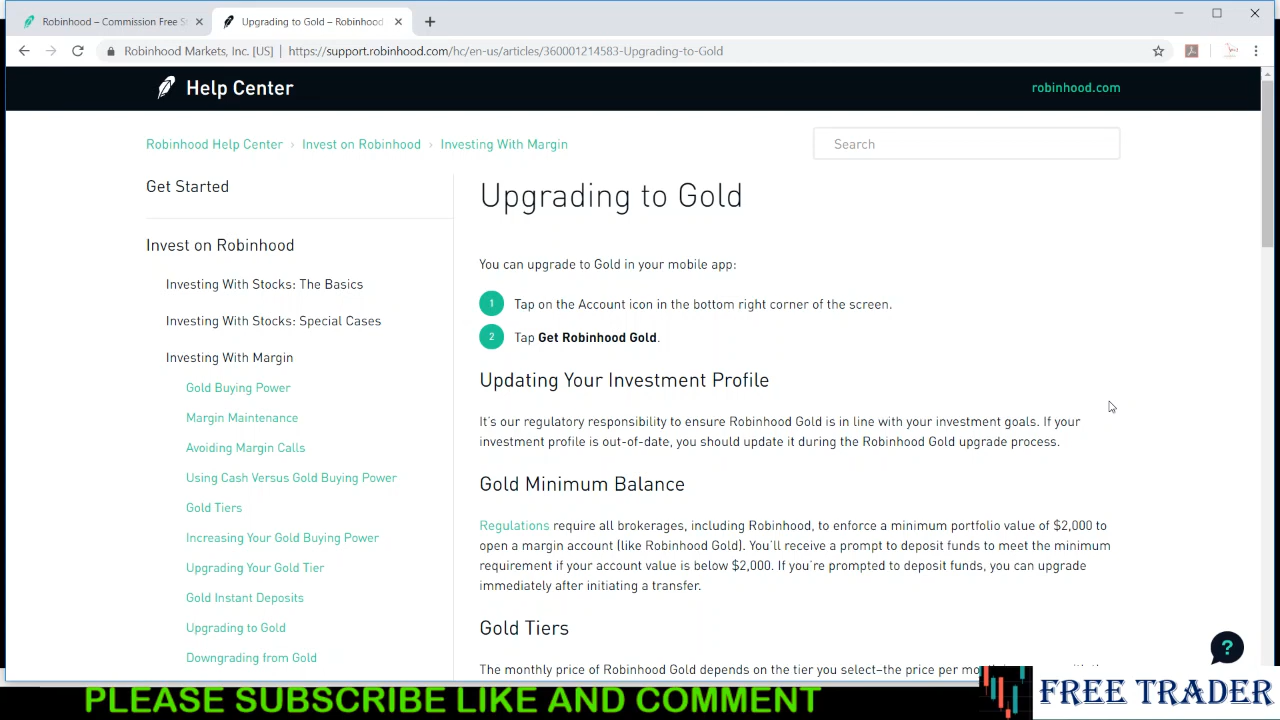 Robinhood – Commission Free S
Upgrading to Gold – Robinhood
Robinhood Markets, Inc. [US] | https://support.robinhood.com/hc/en-us/articles/360001214583-Upgrading-to-Gold
Help Center
robinhood.com
Robinhood Help Center › Invest on Robinhood › Investing With Margin
Search
Get Started
Invest on Robinhood
Investing With Stocks: The Basics
Investing With Stocks: Special Cases
Investing With Margin
Gold Buying Power
Margin Maintenance
Avoiding Margin Calls
Using Cash Versus Gold Buying Power
Gold Tiers
Increasing Your Gold Buying Power
Upgrading Your Gold Tier
Gold Instant Deposits
Upgrading to Gold
Downgrading from Gold
Upgrading to Gold
You can upgrade to Gold in your mobile app:
1 Tap on the Account icon in the bottom right corner of the screen.
2 Tap Get Robinhood Gold.
Updating Your Investment Profile
It's our regulatory responsibility to ensure Robinhood Gold is in line with your investment goals. If your
investment profile is out-of-date, you should update it during the Robinhood Gold upgrade process.
Gold Minimum Balance
Regulations require all brokerages, including Robinhood, to enforce a minimum portfolio value of $2,000 to
open a margin account (like Robinhood Gold). You'll receive a prompt to deposit funds to meet the minimum
requirement if your account value is below $2,000. If you're prompted to deposit funds, you can upgrade
immediately after initiating a transfer.
Gold Tiers
The monthly price of Robinhood Gold depends on the tier you select–the price per
?
PLEASE SUBSCRIBE LIKE AND COMMENT
FREE TRADER